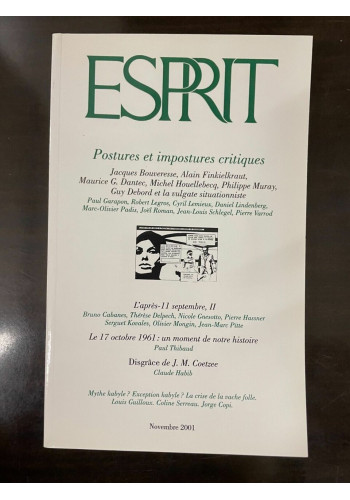 ESPRIT
Postures et impostures critiques
Jacques Bouveresse, Alain Finkielkraut,
Maurice G. Dantec, Michel Houellebecq, Philippe Muray,
Guy Debord et la vulgate situationniste
Paul Garapon, Robert Legros, Cyril Lemieux, Daniel Lindenberg,
Marc-Olivier Padis, Joël Roman, Jean-Louis Schlegel, Pierre Varrod
L'après-11 septembre, II
Bruno Cabanes, Thérèse Delpech, Nicole Gnesotto, Pierre Hassner
Serguei Kovalev, Olivier Mongin, Jean-Marc Pitte
Le 17 octobre 1961 : un moment de notre histoire
Paul Thibaud
Disgrâce de J. M. Coetzee
Claude Habib
Mythe kabyle ? Exception kabyle ? La crise de la vache folle.
Louis Guilloux. Coline Serreau. Jorge Copi.
Novembre 2001